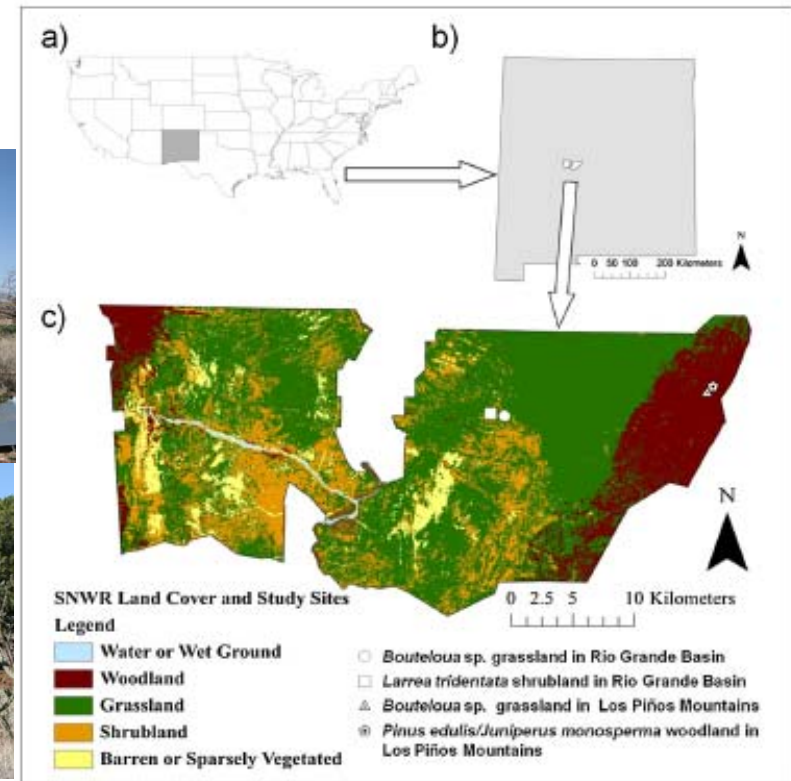 a)
b)
N
0 50 100 200 Kilometers
c)
N
0 2.5 5 10 Kilometers
SNWR Land Cover and Study Sites
Legend
Water or Wet Ground
Woodland
Grassland
Shrubland
Barren or Sparsely Vegetated
Bouteloua sp. grassland in Rio Grande Basin
Larrea tridentata shrubland in Rio Grande Basin
Bouteloua sp. grassland in Los Piños Mountains
Pinus edulis/Juniperus monosperma woodland in
Los Piños Mountains